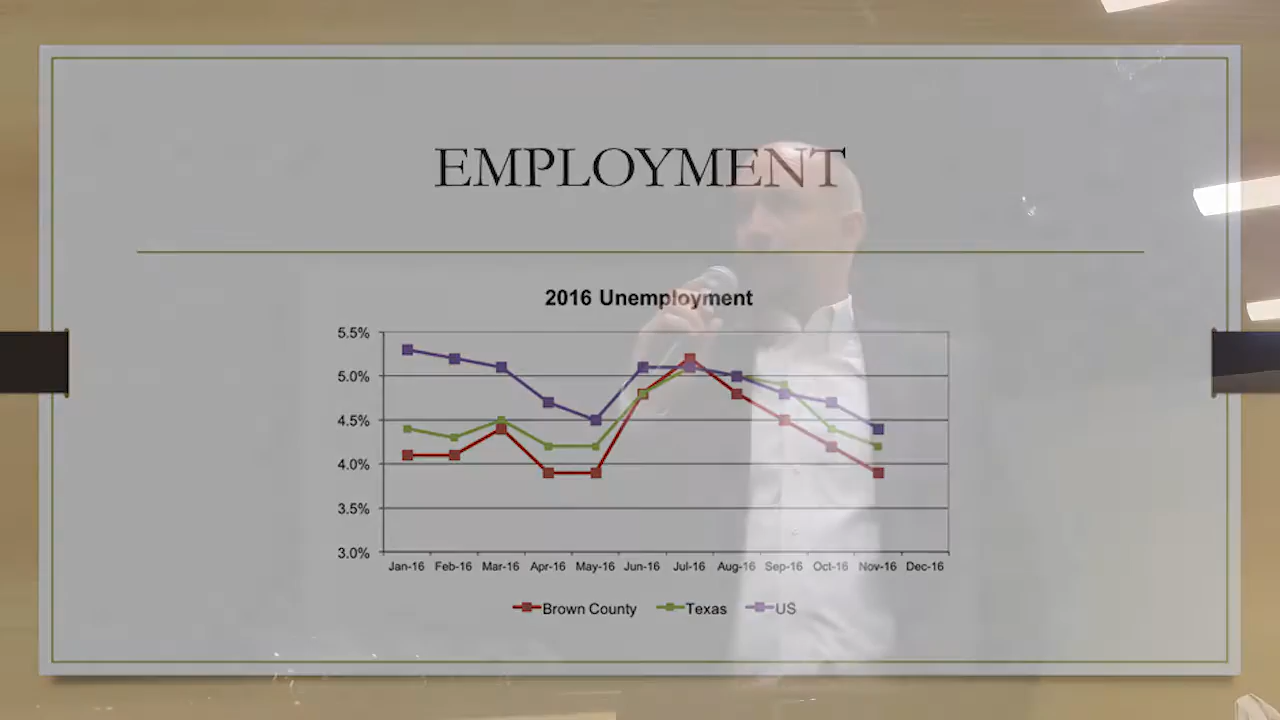 EMPLOYMENT
2016 Unemployment
5.5%
5.0%
4.5%
4.0%
3.5%
3.0%
Jan-16 Feb-16 Mar-16 Apr-16 May-16 Jun-16 Jul-16 Aug-16 Sep-16 Oct-16 Nov-16 Dec-16
Brown County Texas US